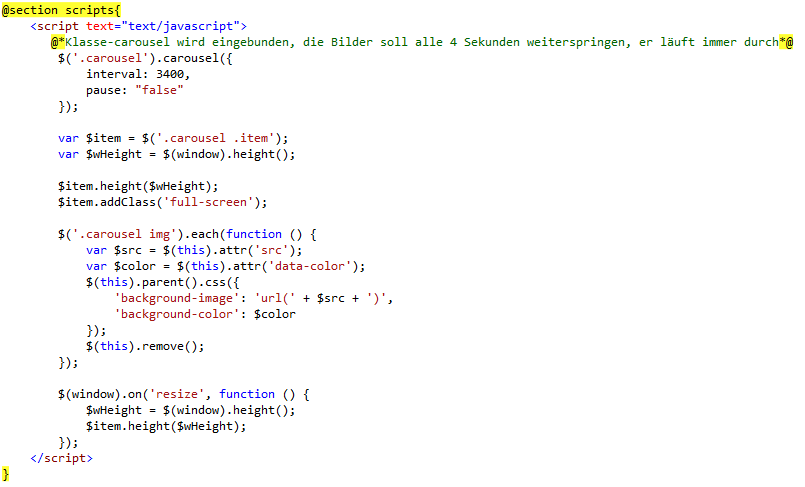 @section scripts{
<script text="text/javascript">
@*Klasse-carousel wird eingebunden, die Bilder soll alle 4 Sekunden weiterspringen, er läuft immer durch*@
$('.carousel').carousel({
interval: 3400,
pause: "false"
});
var $item = $('.carousel .item');
var $wHeight = $(window).height();
$item.height($wHeight);
$item.addClass('full-screen');
$('.carousel img').each(function () {
var $src = $(this).attr('src');
var $color = $(this).attr('data-color');
$(this).parent().css({
'background-image': 'url(' + $src + ')',
'background-color': $color
});
$(this).remove();
});
$(window).on('resize', function () {
$wHeight = $(window).height();
$item.height($wHeight);
});
</script>
}